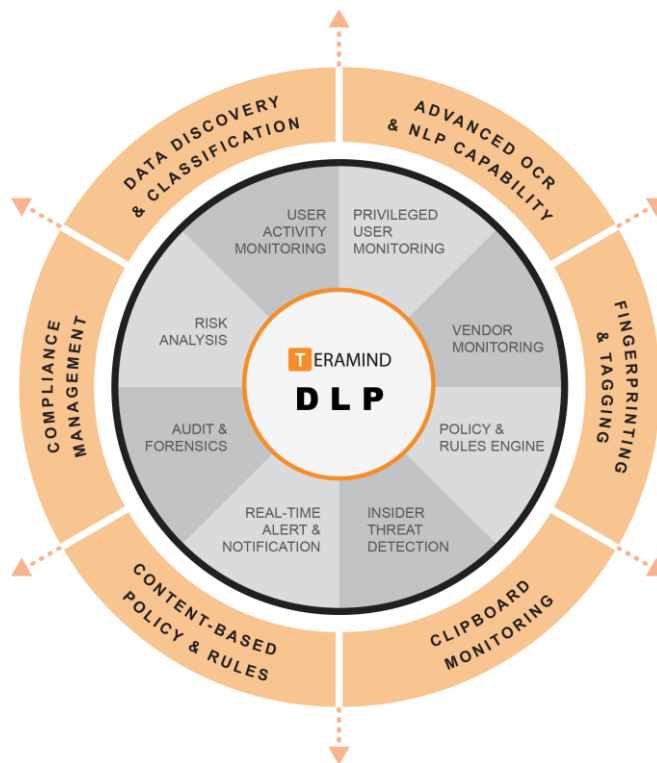 DATA DISCOVERY
& CLASSIFICATION
ADVANCED OCR
& NLP CAPABILITY
FINGERPRINTING
& TAGGING
CLIPBOARD
MONITORING
CONTENT-BASED
POLICY & RULES
COMPLIANCE
MANAGEMENT
USER
ACTIVITY
MONITORING
PRIVILEGED
USER
MONITORING
VENDOR
MONITORING
POLICY &
RULES ENGINE
INSIDER
THREAT
DETECTION
REAL-TIME
ALERT &
NOTIFICATION
AUDIT &
FORENSICS
RISK
ANALYSIS
TERAMIND
DLP